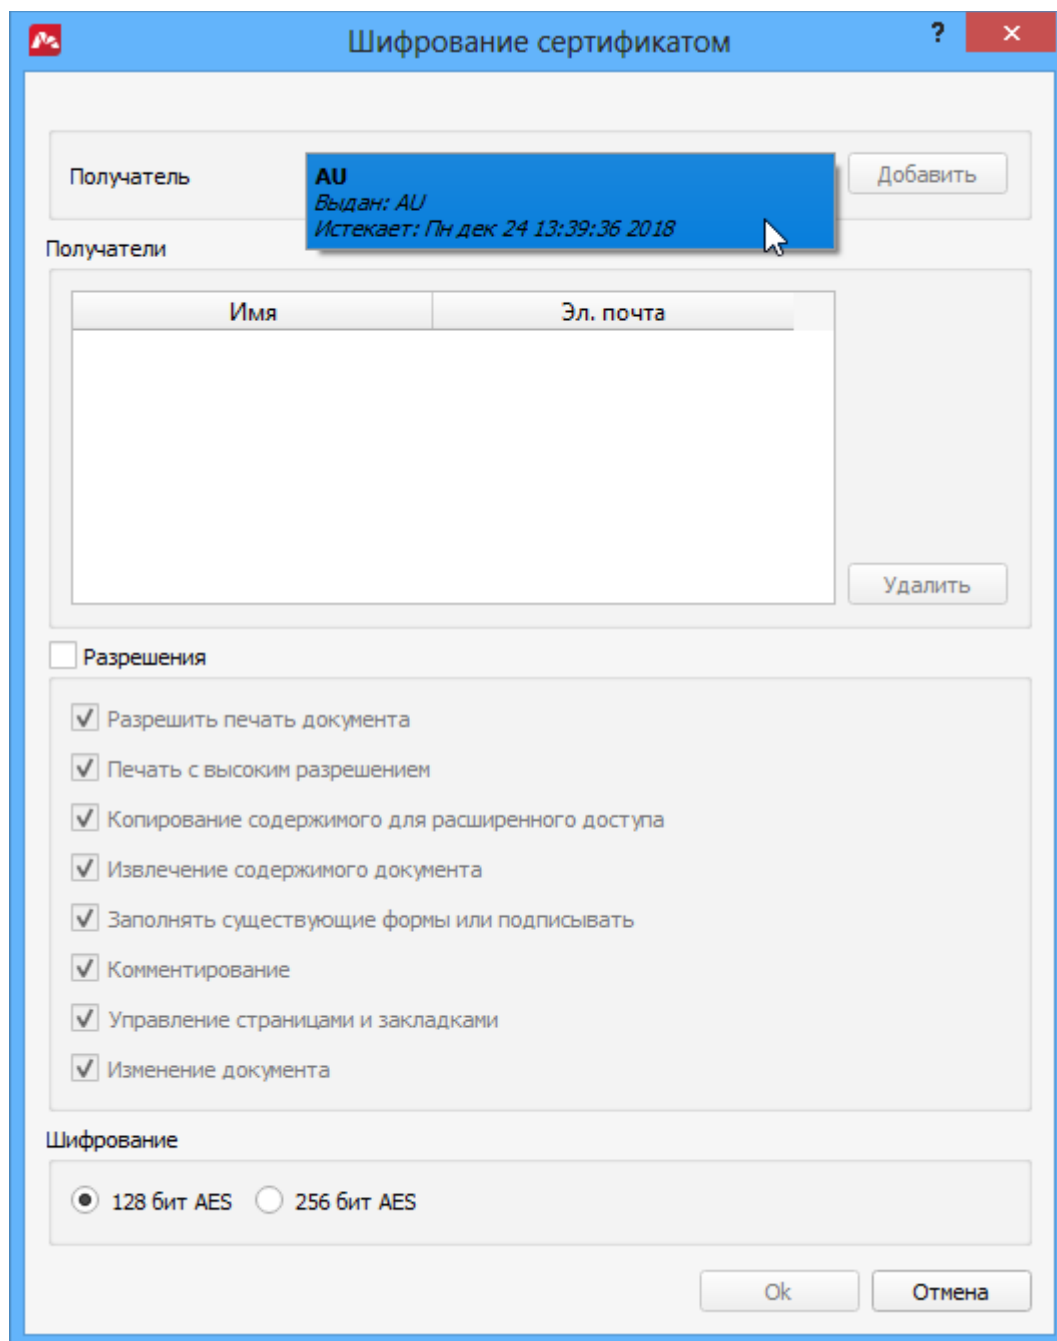 Шифрование сертификатом
?
Получатель
AU
Выдан: AU
Истекает: Пн дек 24 13:39:36 2018
Добавить
Получатели
Имя
Эл. почта
Удалить
Разрешения
Разрешить печать документа
Печать с высоким разрешением
Копирование содержимого для расширенного доступа
Извлечение содержимого документа
Заполнять существующие формы или подписывать
Комментирование
Управление страницами и закладками
Изменение документа
Шифрование
128 бит AES
256 бит AES
Ok
Отмена